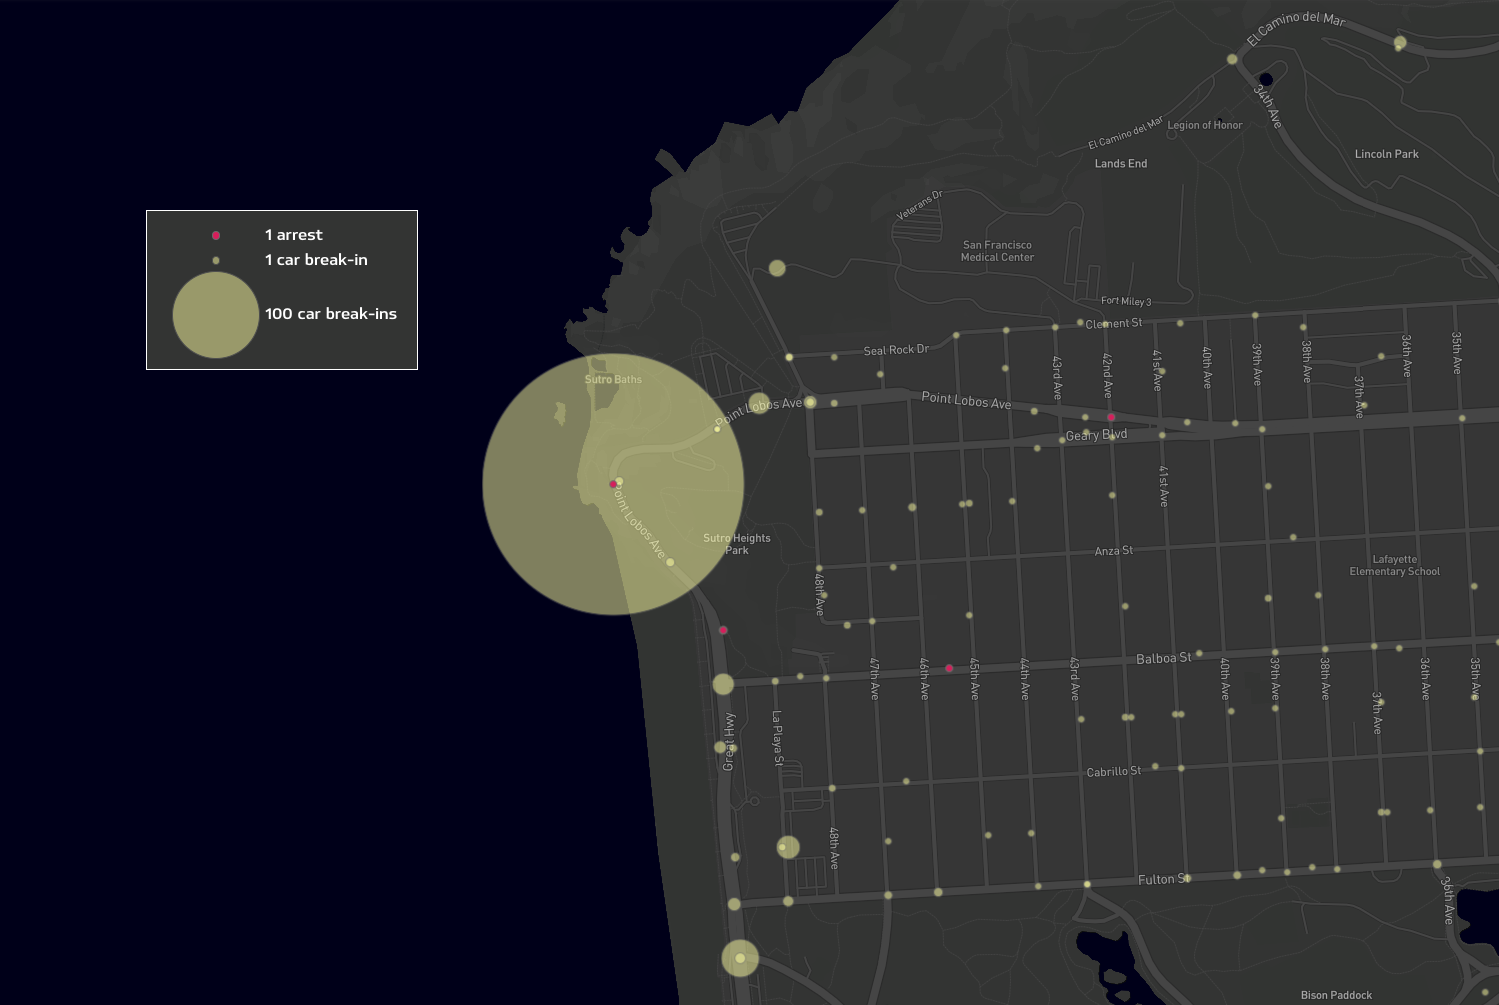 El Camino del Mar
34th Ave
El Camino del Mar
Legion of Honor
Lands End
Lincoln Park
Veterans Dr
1 arrest
1 car break-in
100 car break-ins
San Francisco
Medical Center
Fort Miley 3
Clement St
Seal Rock Dr
43rd Ave
42nd Ave
41st Ave
40th Ave
39th Ave
38th Ave
37th Ave
36th Ave
35th Ave
Sutro Baths
Point Lobos Ave
Point Lobos Ave
Geary Blvd
41st Ave
Point Lobos Ave
Sutro Heights
Park
Anza St
Lafayette
Elementary School
48th Ave
Balboa St
47th Ave
46th Ave
45th Ave
44th Ave
43rd Ave
40th Ave
39th Ave
38th Ave
37th Ave
36th Ave
35th Ave
Great Hwy
La Playa St
Cabrillo St
48th Ave
Fulton St
36th Ave
Bison Paddock